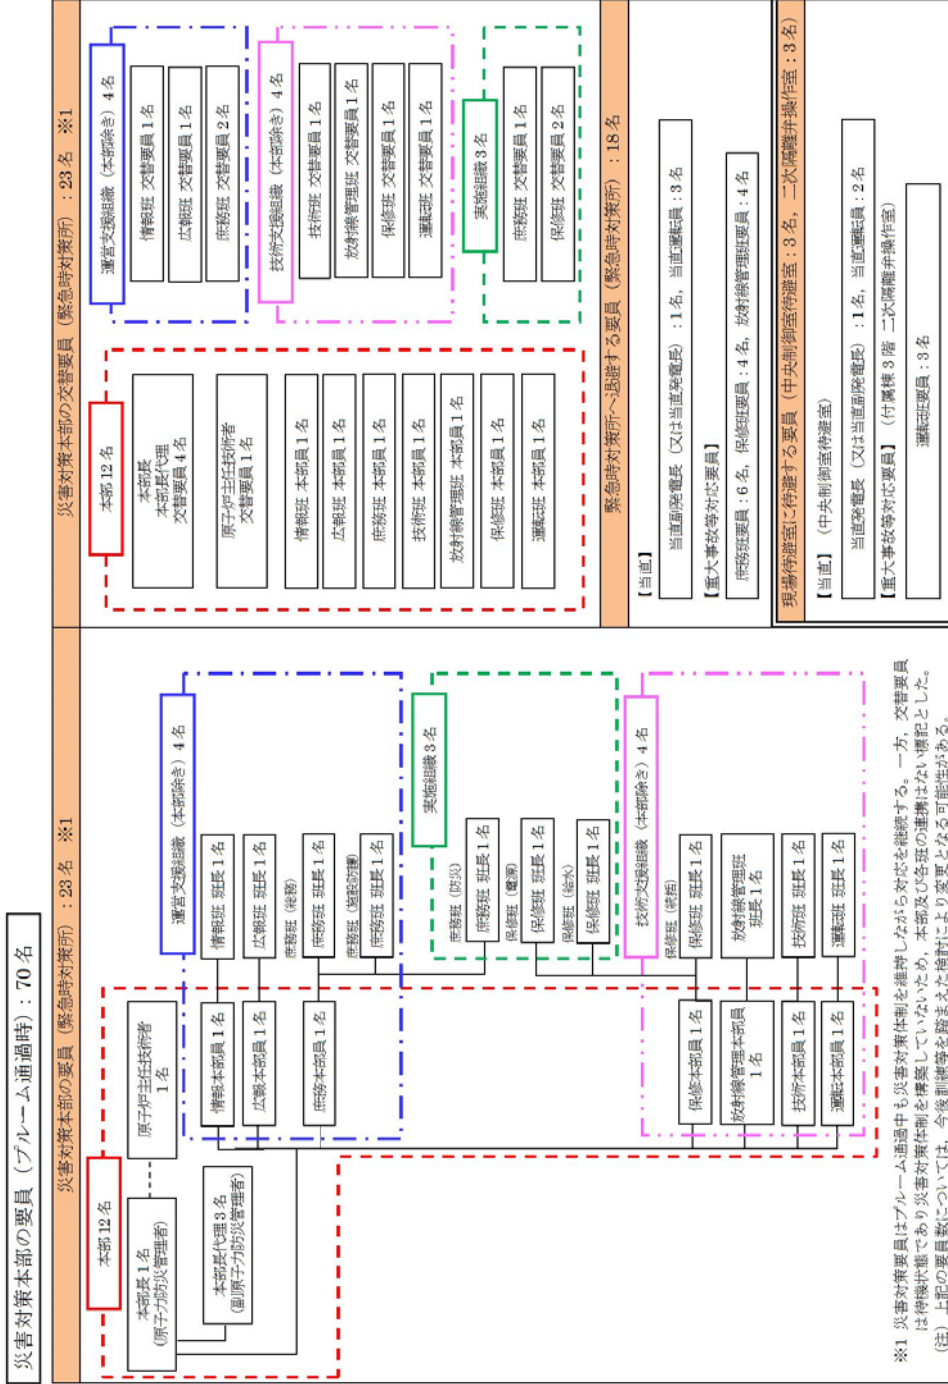 災害対策本部の要員（プルーム通過時）：70名
災害対策本部の要員（緊急時対策所）：23名　※1
本部12名
本部長1名
（原子力防災管理者）
原子炉主任技術者
1名
本部長代理3名
（副原子力防災管理者）
情報本部員1名
広報本部員1名
庶務本部員1名
保修本部員1名
放射線管理本部員
1名
技術本部員1名
運転本部員1名
運営支援組織（本部除き）4名
情報班 班長1名
広報班 班長1名
庶務班（総務）
庶務班 班長1名
庶務班（施設防護）
庶務班 班長1名
実施組織3名
庶務班（防災）
庶務班 班長1名
保修班（電源）
保修班 班長1名
保修班（給水）
保修班 班長1名
技術支援組織（本部除き）4名
保修班（統括）
保修班 班長1名
放射線管理班
班長1名
技術班 班長1名
運転班 班長1名
※1 災害対策要員はプルーム通過中も災害対策体制を維持しながら対応を継続する。一方，交替要員
は待機状態であり災害対策体制を構築していないため，本部及び各班の連携はない標記とした。
（注）上記の要員数については，今後訓練等を踏まえた検討により変更となる可能性がある。
災害対策本部の交替要員（緊急時対策所）：23名　※1
本部12名
本部長
本部長代理
交替要員4名
原子炉主任技術者
交替要員1名
情報班 本部員1名
広報班 本部員1名
庶務班 本部員1名
技術班 本部員1名
放射線管理班 本部員1名
保修班 本部員1名
運転班 本部員1名
運営支援組織（本部除き）4名
情報班 交替要員1名
広報班 交替要員1名
庶務班 交替要員2名
技術支援組織（本部除き）4名
技術班 交替要員1名
放射線管理班 交替要員1名
保修班 交替要員1名
運転班 交替要員1名
実施組織3名
庶務班 交替要員1名
保修班 交替要員2名
緊急時対策所へ退避する要員（緊急時対策所）：18名
【当直】
当直副発電長（又は当直発電長）：1名，当直運転員：3名
【重大事故等対応要員】
庶務班要員：6名，保修班要員：4名，放射線管理班要員：4名
現場待避室に待避する要員（中央制御室待避室：3名，二次隔離弁操作室：3名）
【当直】（中央制御室待避室）
当直発電長（又は当直副発電長）：1名，当直運転員：2名
【重大事故等対応要員】（付属棟3階 二次隔離弁操作室）
運転班要員：3名